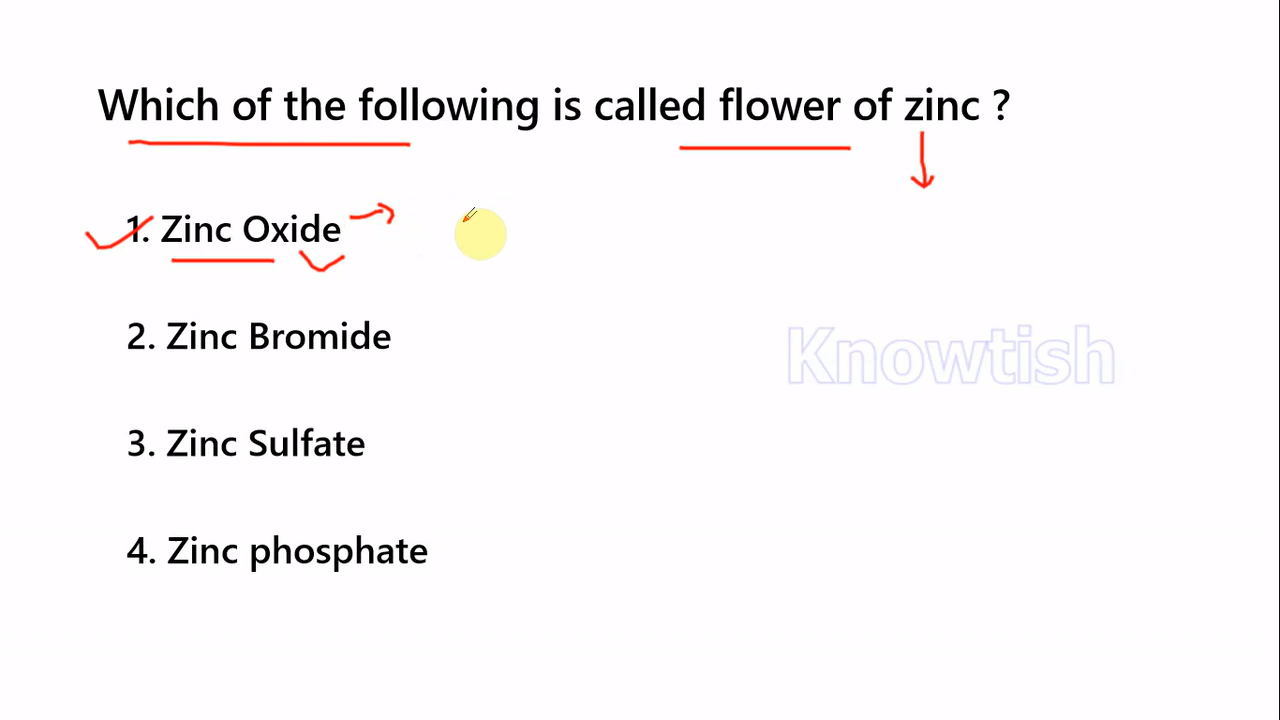 Which of the following is called flower of zinc ?
1. Zinc Oxide
2. Zinc Bromide
Knowtish
3. Zinc Sulfate
4. Zinc phosphate